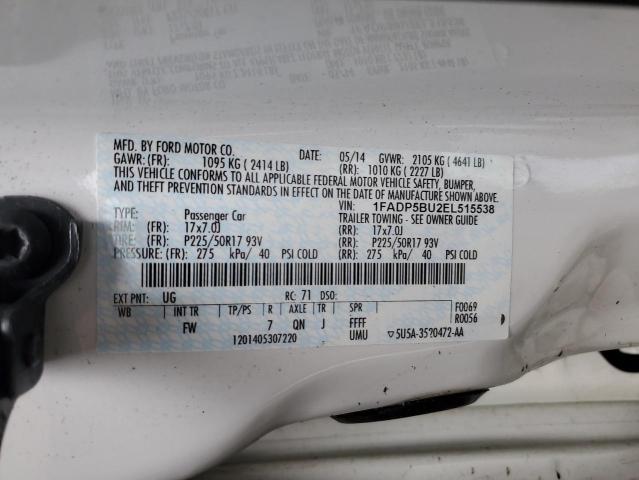 MFD. BY FORD MOTOR CO.
DATE: 05/14 GVWR: 2105 KG ( 4641 LB)
GAWR: (FR): 1095 KG ( 2414 LB) (RR): 1010 KG ( 2227 LB)
THIS VEHICLE CONFORMS TO ALL APPLICABLE FEDERAL MOTOR VEHICLE SAFETY, BUMPER,
AND THEFT PREVENTION STANDARDS IN EFFECT ON THE DATE OF MANUFACTURE SHOWN ABOVE.
VIN: 1FADP5BU2EL515538
TYPE: Passenger Car TRAILER TOWING - SEE OWNER GUIDE
RIM: (FR): 17x7.0J (RR): 17x7.0J
TIRE: (FR): P225/50R17 93V (RR): P225/50R17 93V
PRESSURE: (FR): 275 kPa/ 40 PSI COLD (RR): 275 kPa/ 40 PSI COLD
EXT PNT: UG RC: 71 DSO: F0069
WB INT TR TP/PS R AXLE TR SPR R0056
FW 7 QN J FFFF
1201405307220 UMU ▽5U5A-3520472-AA